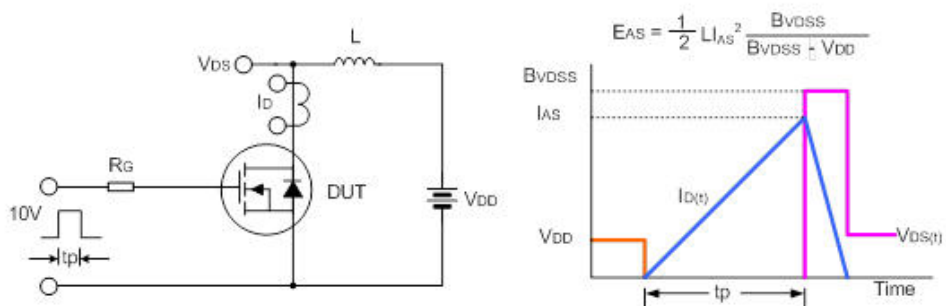 VDS
L
ID
RG
DUT
VDD
10V
tp
EAS = 1/2 LIAS² BVDSS / BVDSS - VDD
BVDSS
IAS
ID(t)
VDD
VDS(t)
tp
Time